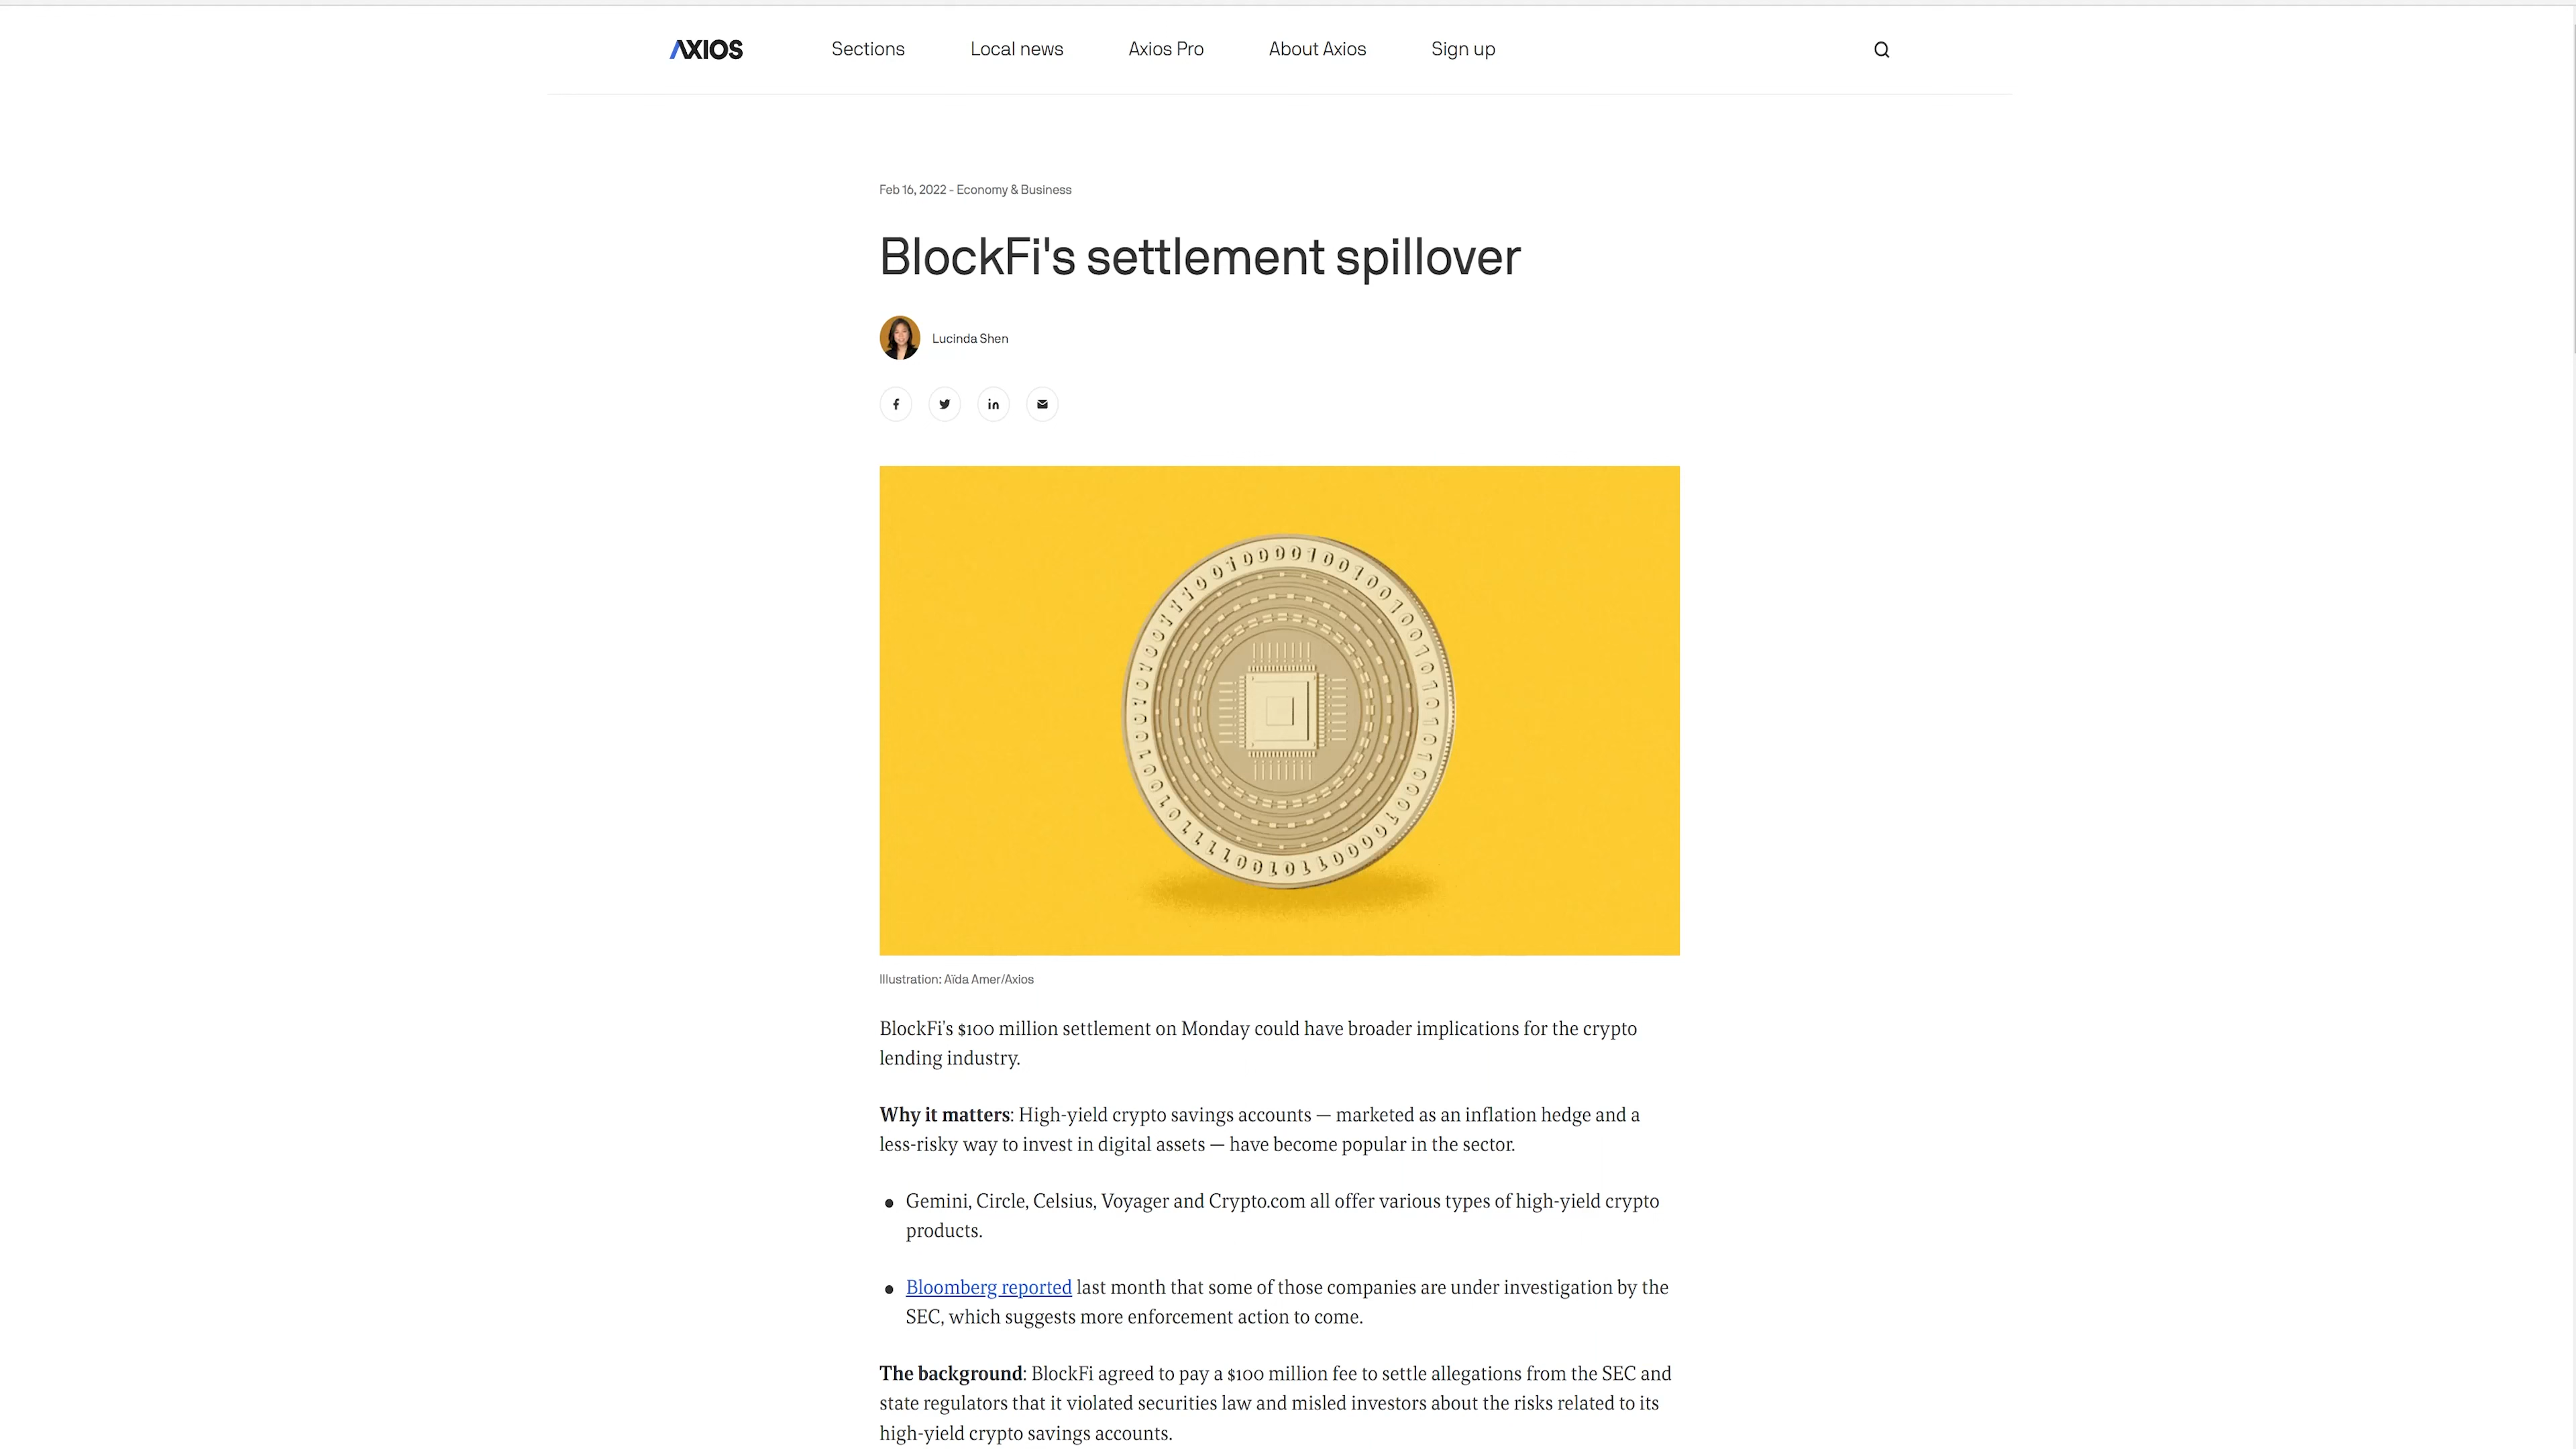 AXIOS Sections Local news Axios Pro About Axios Sign up
Feb 16, 2022 - Economy & Business
BlockFi's settlement spillover
Lucinda Shen
Illustration: Aïda Amer/Axios
BlockFi's $100 million settlement on Monday could have broader implications for the crypto
lending industry.
Why it matters: High-yield crypto savings accounts — marketed as an inflation hedge and a
less-risky way to invest in digital assets — have become popular in the sector.
Gemini, Circle, Celsius, Voyager and Crypto.com all offer various types of high-yield crypto
products.
Bloomberg reported last month that some of those companies are under investigation by the
SEC, which suggests more enforcement action to come.
The background: BlockFi agreed to pay a $100 million fee to settle allegations from the SEC and
state regulators that it violated securities law and misled investors about the risks related to its
high-yield crypto savings accounts.